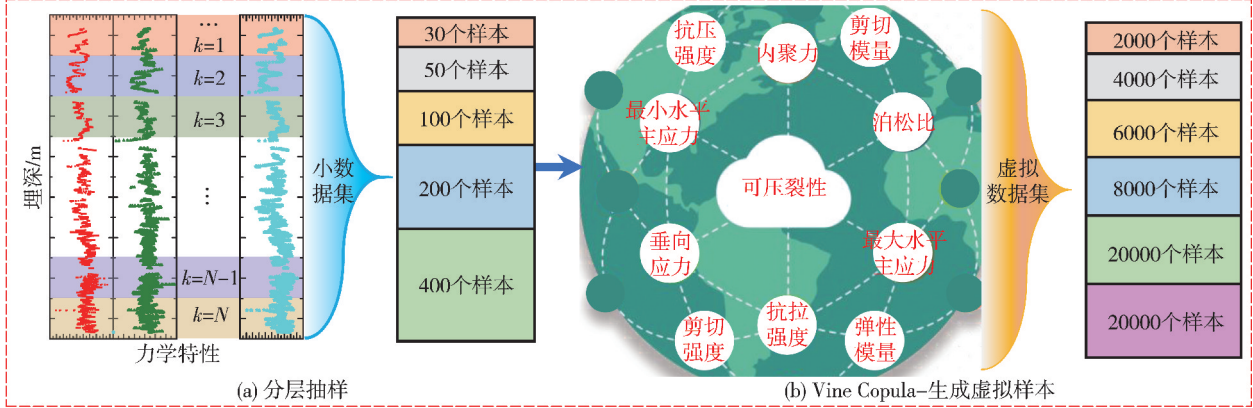 …
k=1
k=2
k=3
⋮
k=N−1
k=N
埋深/m
力学特性
小数
据集
30个样本
50个样本
100个样本
200个样本
400个样本
(a) 分层抽样
抗压
强度
内聚力
剪切
模量
最小水平
主应力
泊松比
可压裂性
垂向
应力
最大水平
主应力
剪切
强度
抗拉
强度
弹性
模量
虚拟
数据集
2000个样本
4000个样本
6000个样本
8000个样本
20000个样本
20000个样本
(b) Vine Copula–生成虚拟样本